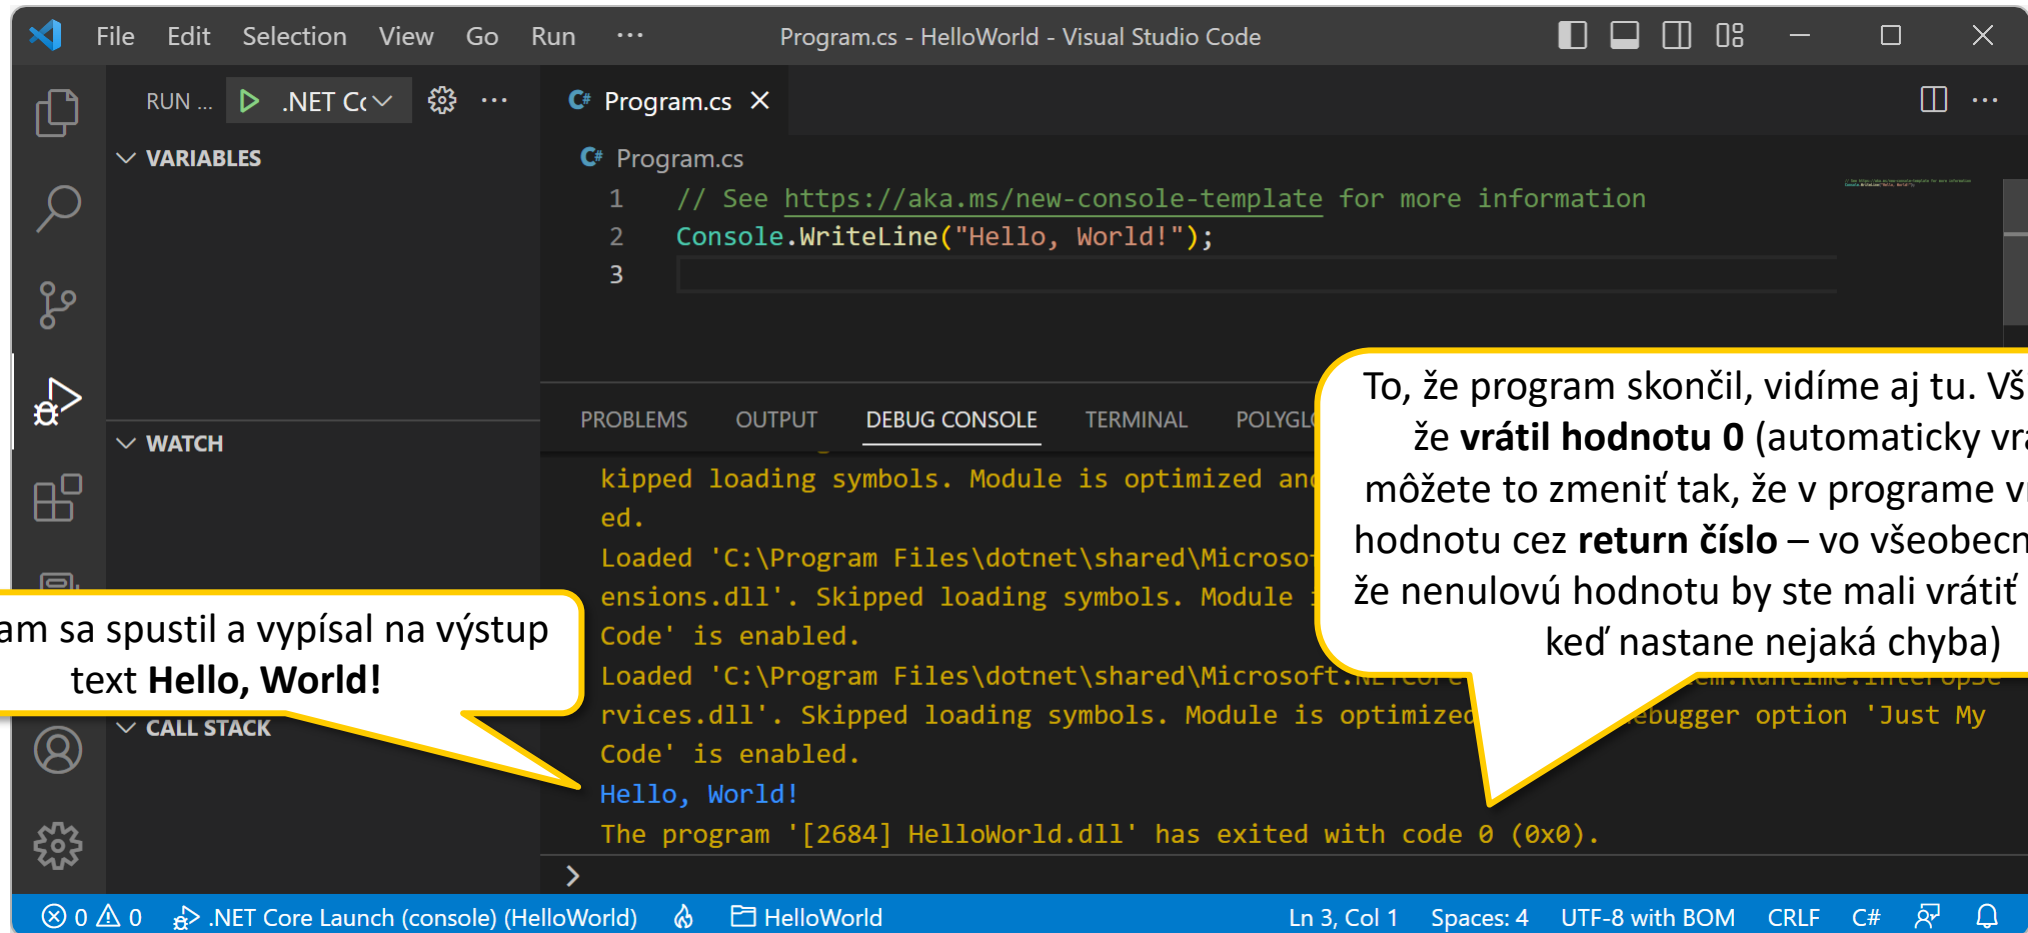 File Edit Selection View Go Run ··· Program.cs - HelloWorld - Visual Studio Code
RUN ... .NET Cc ···
Program.cs
VARIABLES
Program.cs
1 // See https://aka.ms/new-console-template for more information
2 Console.WriteLine("Hello, World!");
3
PROBLEMS OUTPUT DEBUG CONSOLE TERMINAL POLYGL
WATCH
kipped loading symbols. Module is optimized and
ed.
Loaded 'C:\Program Files\dotnet\shared\Microsof
ensions.dll'. Skipped loading symbols. Module
Code' is enabled.
Loaded 'C:\Program Files\dotnet\shared\Microsoft.NETCore em.Runtime.InteropSe
rvices.dll'. Skipped loading symbols. Module is optimized ebugger option 'Just My
Code' is enabled.
Hello, World!
The program '[2684] HelloWorld.dll' has exited with code 0 (0x0).
>
To, že program skončil, vidíme aj tu. Vš
že vrátil hodnotu 0 (automaticky vra
môžete to zmeniť tak, že v programe vr
hodnotu cez return číslo – vo všeobecn
že nenulovú hodnotu by ste mali vrátiť
keď nastane nejaká chyba)
am sa spustil a vypísal na výstup
text Hello, World!
CALL STACK
0 0 .NET Core Launch (console) (HelloWorld) HelloWorld Ln 3, Col 1 Spaces: 4 UTF-8 with BOM CRLF C#